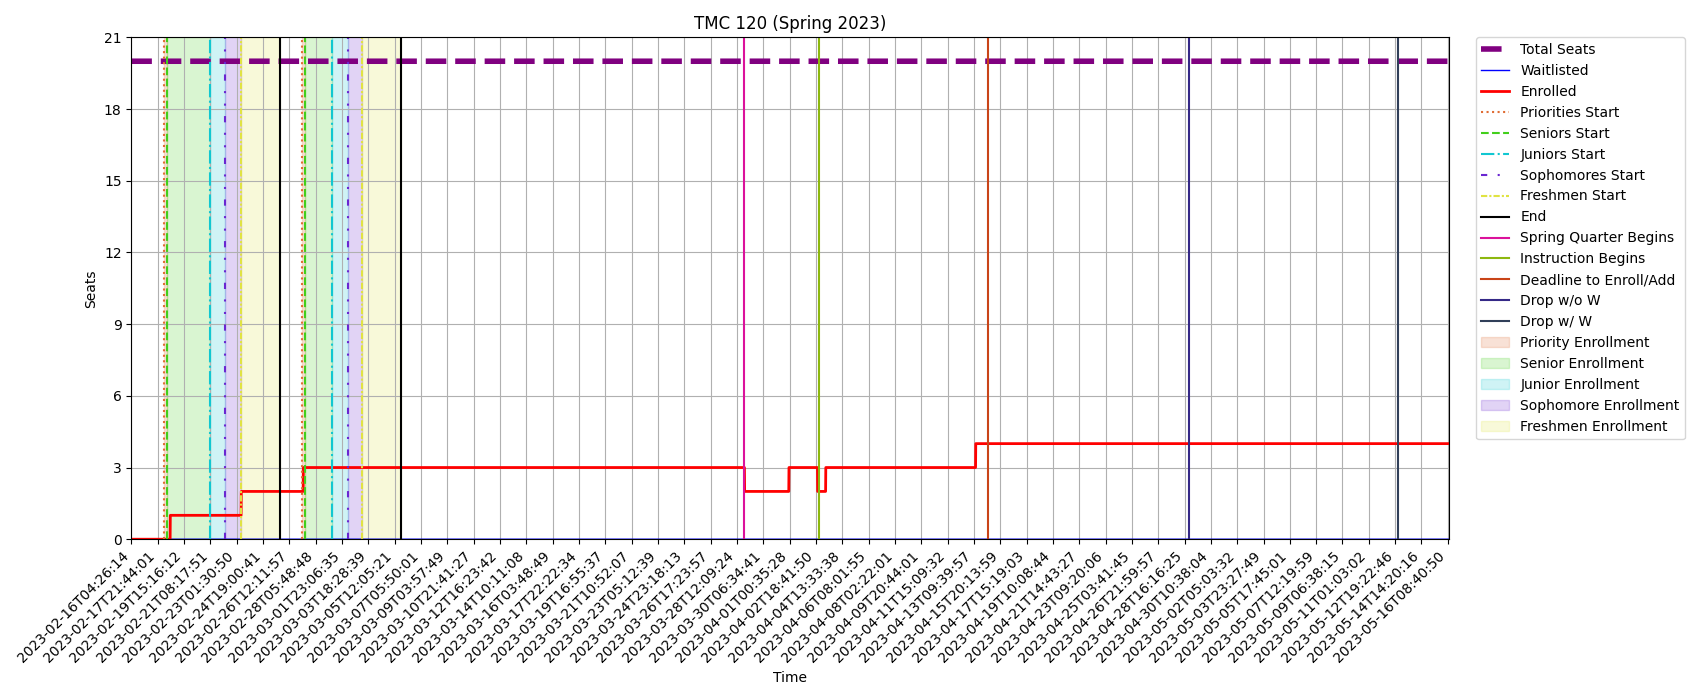 TMC 120 (Spring 2023)
21
18
15
12
9
6
3
0
Seats
2023-02-16T04:26:14
2023-02-17T21:44:01
2023-02-19T15:16:12
2023-02-21T08:17:51
2023-02-23T01:30:50
2023-02-24T19:00:41
2023-02-26T12:11:57
2023-02-28T05:48:48
2023-03-01T23:06:35
2023-03-03T18:28:39
2023-03-05T12:05:21
2023-03-07T05:50:01
2023-03-09T03:57:49
2023-03-10T21:41:27
2023-03-12T16:23:42
2023-03-14T10:11:08
2023-03-16T03:48:49
2023-03-17T22:22:34
2023-03-19T16:55:37
2023-03-21T10:52:07
2023-03-23T05:12:39
2023-03-24T23:18:13
2023-03-26T17:23:57
2023-03-28T12:09:24
2023-03-30T06:34:41
2023-04-01T00:35:28
2023-04-02T18:41:50
2023-04-04T13:33:38
2023-04-06T08:01:55
2023-04-08T02:22:01
2023-04-09T20:44:01
2023-04-11T15:09:32
2023-04-13T09:39:57
2023-04-15T20:13:59
2023-04-17T15:19:03
2023-04-19T10:08:44
2023-04-21T14:43:27
2023-04-23T09:20:06
2023-04-25T03:41:45
2023-04-26T21:59:57
2023-04-28T16:16:25
2023-04-30T10:38:04
2023-05-02T05:03:32
2023-05-03T23:27:49
2023-05-05T17:45:01
2023-05-07T12:19:59
2023-05-09T06:38:15
2023-05-11T01:03:02
2023-05-12T19:22:46
2023-05-14T14:20:16
2023-05-16T08:40:50
Time
Total Seats
Waitlisted
Enrolled
Priorities Start
Seniors Start
Juniors Start
Sophomores Start
Freshmen Start
End
Spring Quarter Begins
Instruction Begins
Deadline to Enroll/Add
Drop w/o W
Drop w/ W
Priority Enrollment
Senior Enrollment
Junior Enrollment
Sophomore Enrollment
Freshmen Enrollment